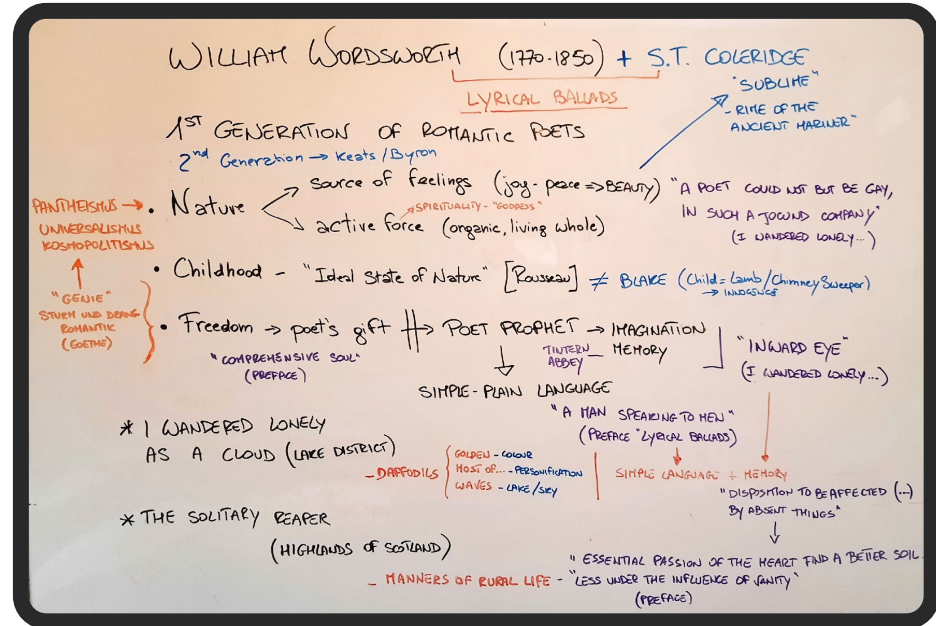 WILLIAM WORDSWORTH (1770-1850) + S.T. COLERIDGE
LYRICAL BALLADS
"SUBLIME"
- RIME OF THE
ANCIENT MARINER"
1ST GENERATION OF ROMANTIC POETS
2nd Generation → Keats / Byron
• Nature
source of feelings (joy - peace => BEAUTY)
SPIRITUALITY - "GODDESS"
active force (organic, living whole)
"A POET COULD NOT BUT BE GAY,
IN SUCH A JOCUND COMPANY"
(I WANDERED LONELY...)
PANTHEISMUS →
UNIVERSALISMUS
KOSMOPOLITISMUS
"GENIE"
STURM UND DRANG
ROMANTIK
(GOETHE)
• Childhood - "Ideal State of Nature" [Rousseau] ≠ BLAKE (Child = Lamb/Chimney Sweeper)
→ INNOCENCE
• Freedom → poet's gift → POET PROPHET → IMAGINATION
MEMORY
TINTERN
ABBEY
"COMPREHENSIVE SOUL"
(PREFACE)
"INWARD EYE"
(I WANDERED LONELY...)
SIMPLE - PLAIN LANGUAGE
"A MAN SPEAKING TO MEN"
(PREFACE "LYRICAL BALLADS)
SIMPLE LANGUAGE + MEMORY
"DISPOSITION TO BE AFFECTED (...)
BY ABSENT THINGS"
* I WANDERED LONELY
AS A CLOUD (LAKE DISTRICT)
- DAFFODILS
GOLDEN - COLOUR
HOST OF... - PERSONIFICATION
WAVES - LAKE/SKY
* THE SOLITARY REAPER
(HIGHLANDS OF SCOTLAND)
"ESSENTIAL PASSION OF THE HEART FIND A BETTER SOIL
- MANNERS OF RURAL LIFE - "LESS UNDER THE INFLUENCE OF VANITY"
(PREFACE)